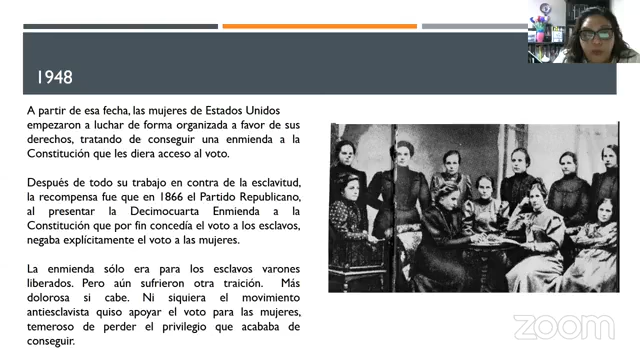 1948
A partir de esa fecha, las mujeres de Estados Unidos
empezaron a luchar de forma organizada a favor de sus
derechos, tratando de conseguir una enmienda a la
Constitución que les diera acceso al voto.
Después de todo su trabajo en contra de la esclavitud,
la recompensa fue que en 1866 el Partido Republicano,
al presentar la Decimocuarta Enmienda a la
Constitución que por fin concedía el voto a los esclavos,
negaba explícitamente el voto a las mujeres.
La enmienda sólo era para los esclavos varones
liberados. Pero aún sufrieron otra traición. Más
dolorosa si cabe. Ni siquiera el movimiento
antiesclavista quiso apoyar el voto para las mujeres,
temeroso de perder el privilegio que acababa de
conseguir.
zoom